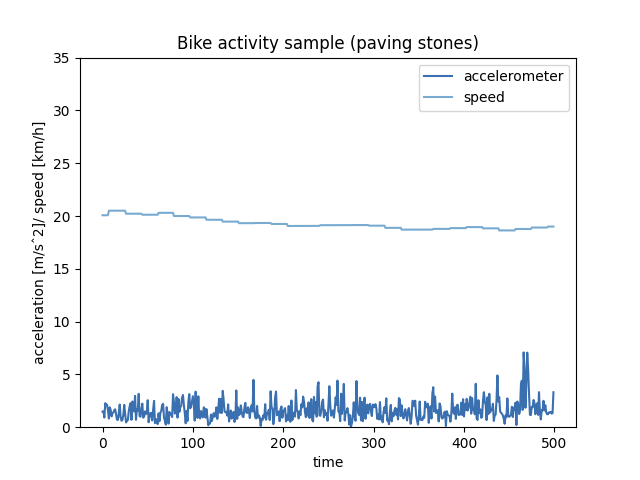 Bike activity sample (paving stones)
accelerometer
speed
acceleration [m/s^2]/ speed [km/h]
35
30
25
20
15
10
5
0
0 100 200 300 400 500
time